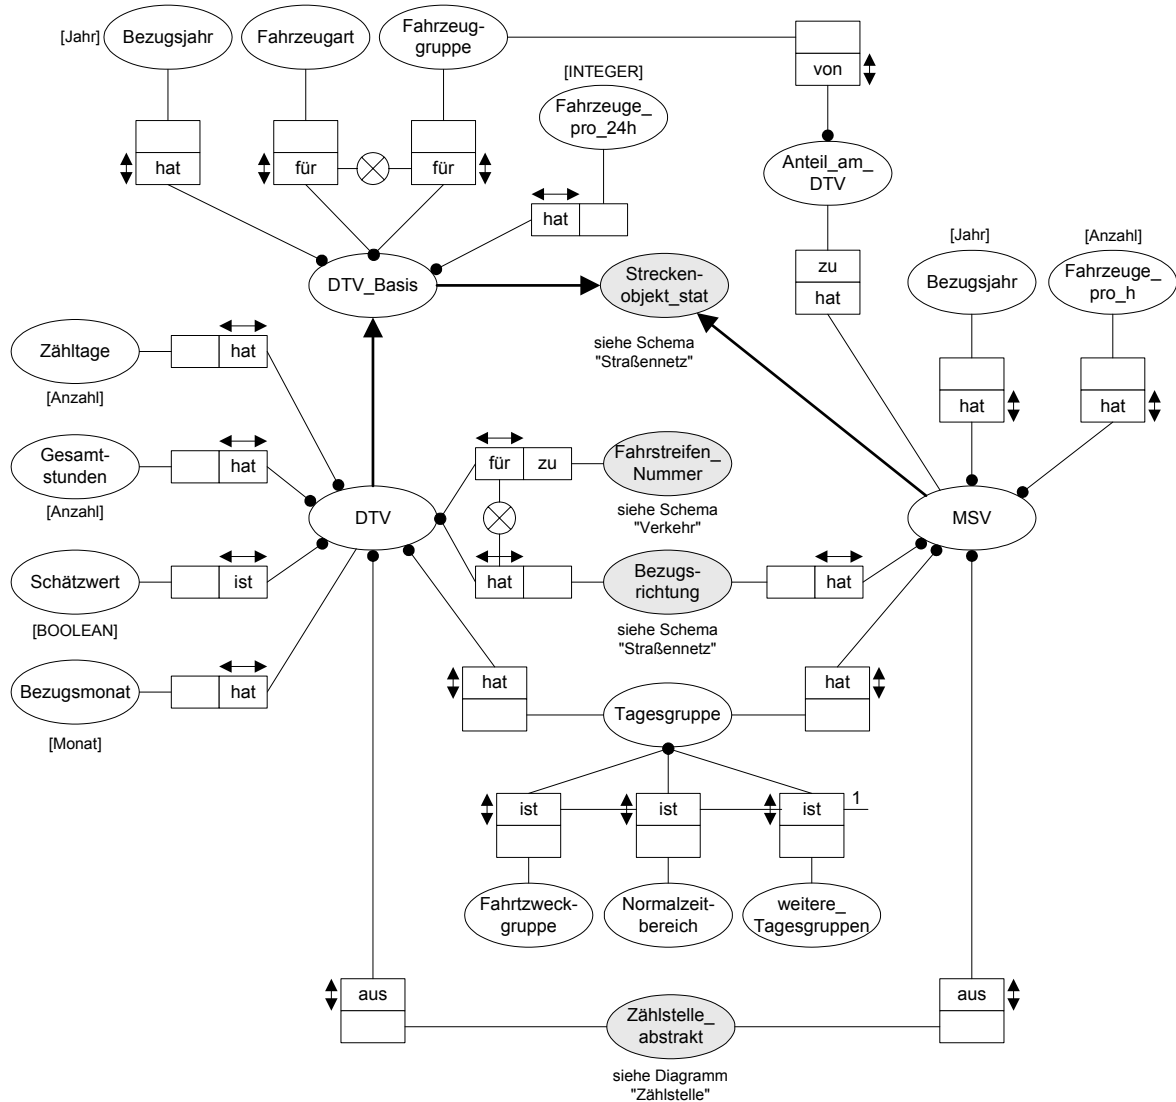 [Jahr]
Bezugsjahr
Fahrzeugart
Fahrzeug-
gruppe
von
[INTEGER]
Fahrzeuge_
pro_24h
hat
für
für
Anteil_am_
DTV
hat
[Jahr]
[Anzahl]
DTV_Basis
Strecken-
objekt_stat
zu
hat
Bezugsjahr
Fahrzeuge_
pro_h
siehe Schema
"Straßennetz"
Zähltage
hat
[Anzahl]
hat
hat
Gesamt-
stunden
hat
[Anzahl]
für
zu
Fahrstreifen_
Nummer
siehe Schema
"Verkehr"
DTV
MSV
Schätzwert
ist
[BOOLEAN]
hat
Bezugs-
richtung
hat
siehe Schema
"Straßennetz"
Bezugsmonat
hat
[Monat]
hat
hat
Tagesgruppe
ist
ist
ist
1
Fahrtzweck-
gruppe
Normalzeit-
bereich
weitere_
Tagesgruppen
aus
aus
Zählstelle_
abstrakt
siehe Diagramm
"Zählstelle"